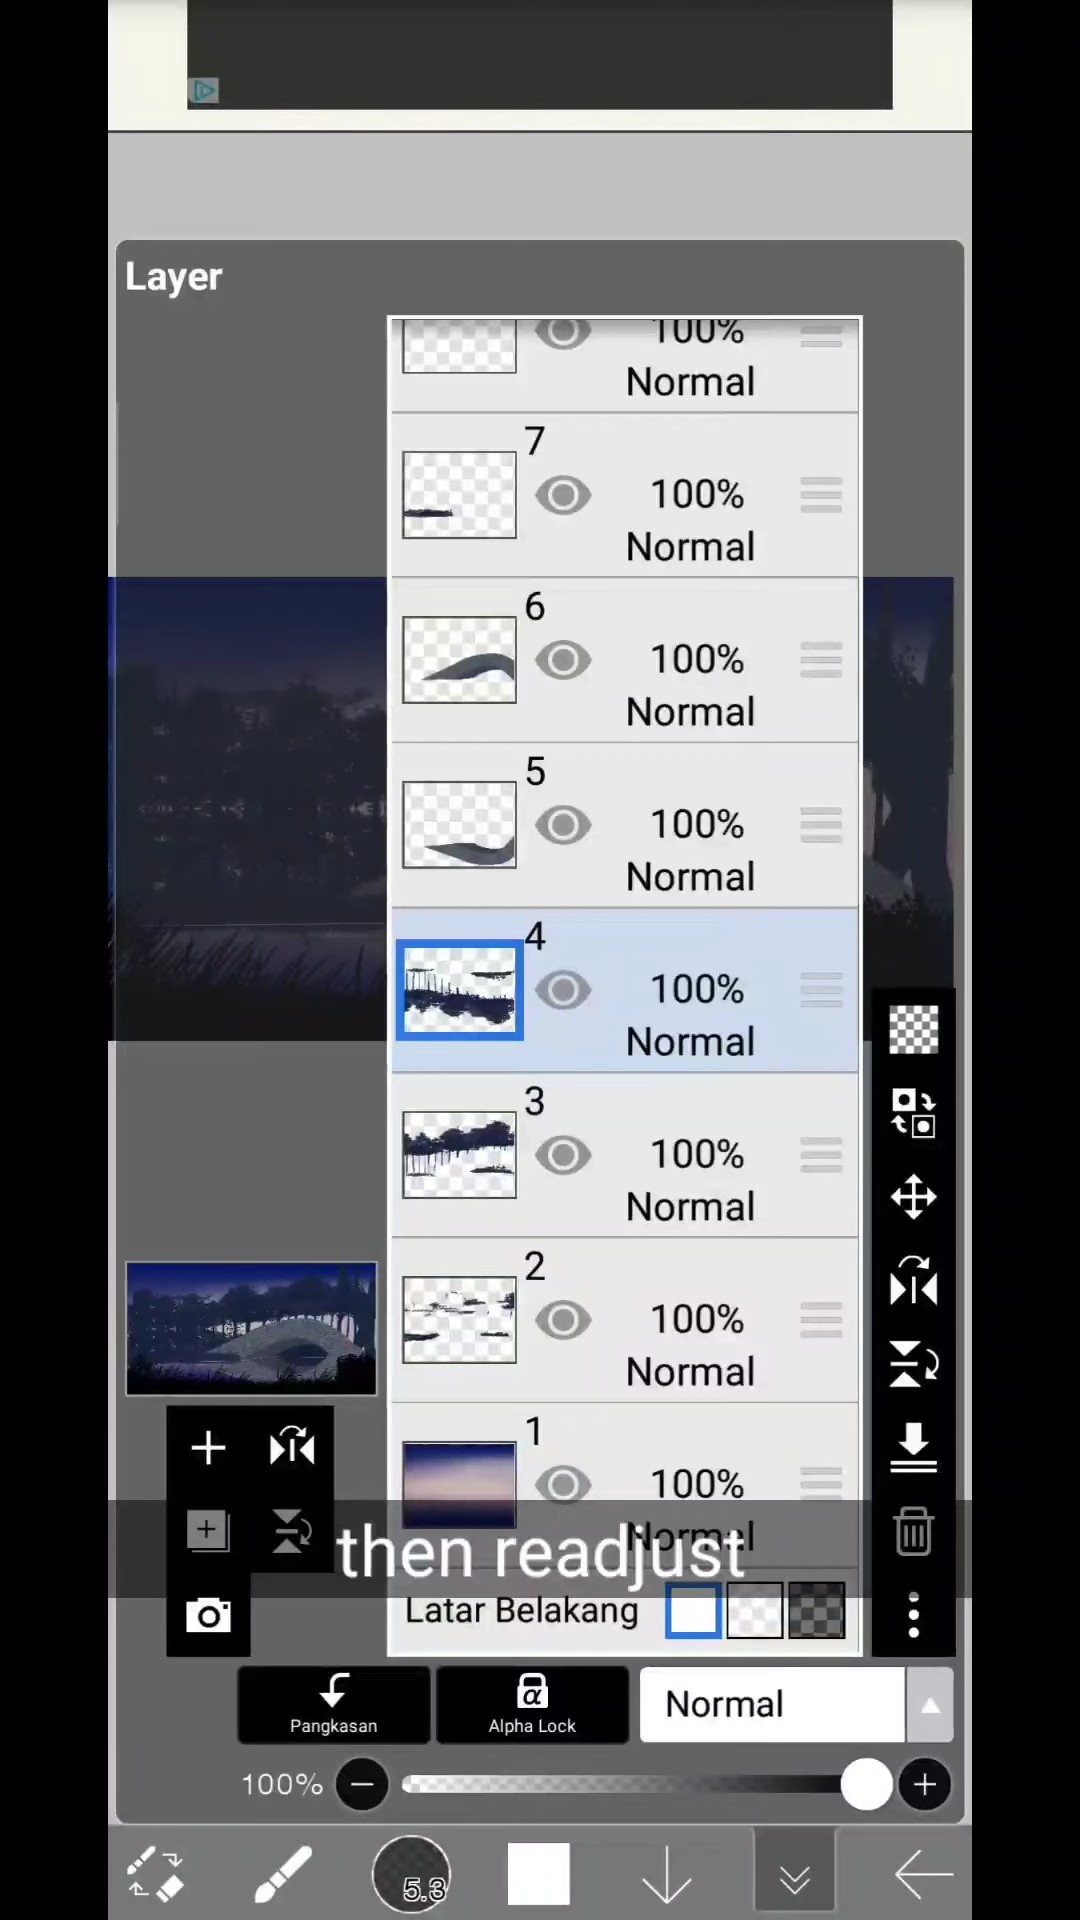 Layer
100%
Normal
7
100%
Normal
6
100%
Normal
5
100%
Normal
4
100%
Normal
3
100%
Normal
2
100%
Normal
1
100%
Normal
then readjust
Latar Belakang
Pangkasan
Alpha Lock
Normal
100%
5.3